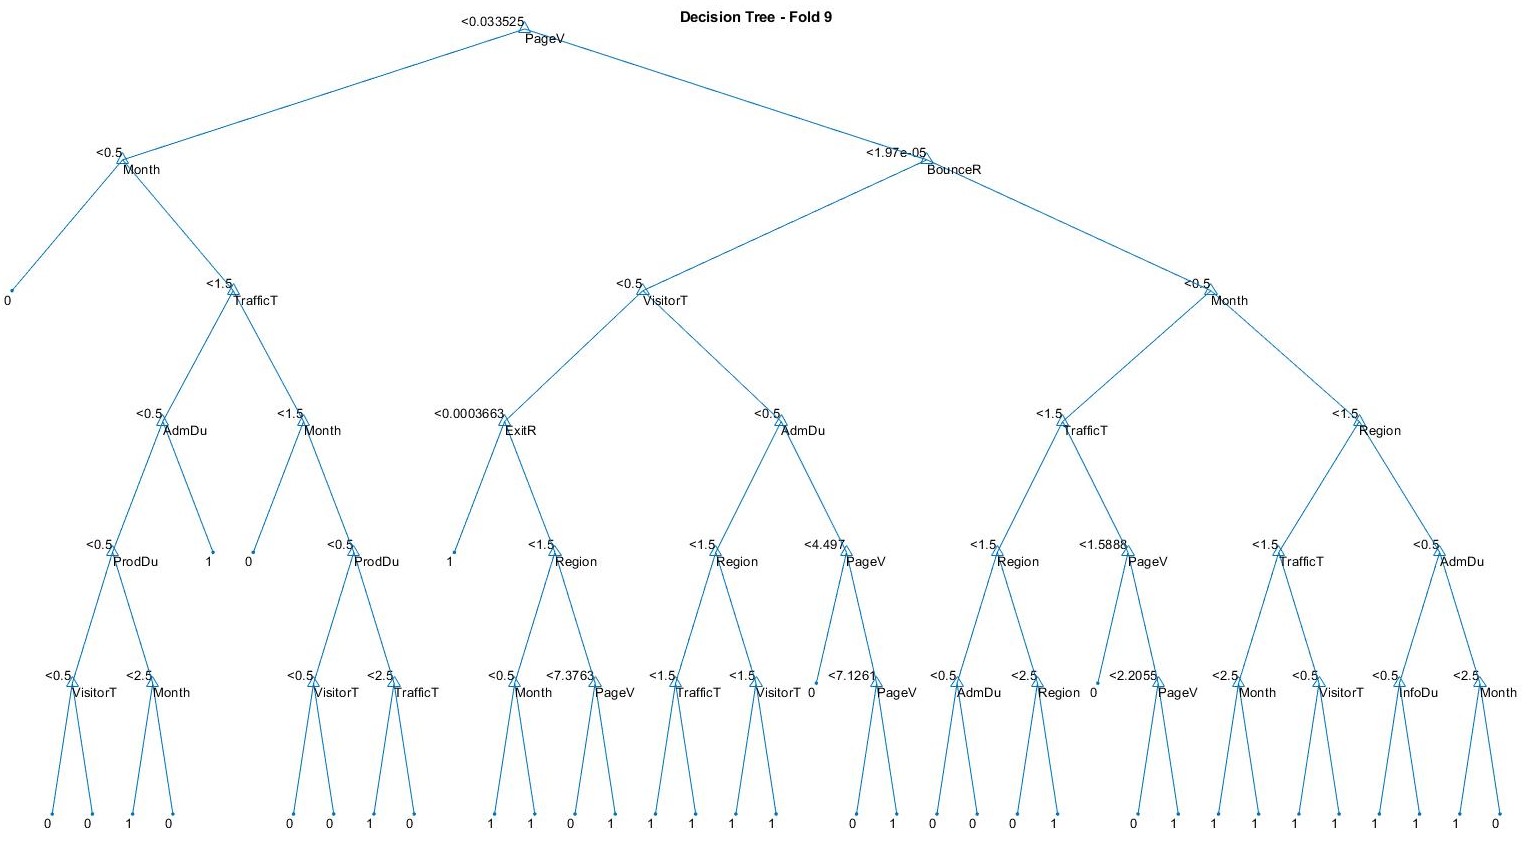 Decision Tree - Fold 9
<0.033525
PageV
<0.5
Month
<1.97e-05
BounceR
0
<1.5
TrafficT
<0.5
VisitorT
<0.5
Month
<0.5
AdmDu
<1.5
Month
<0.0003663
ExitR
<0.5
AdmDu
<1.5
TrafficT
<1.5
Region
<0.5
ProdDu
1
0
<0.5
ProdDu
1
<1.5
Region
<1.5
Region
<4.497
PageV
<1.5
Region
<1.5888
PageV
<1.5
TrafficT
<0.5
AdmDu
<0.5
VisitorT
<2.5
Month
<0.5
VisitorT
<2.5
TrafficT
<0.5
Month
<7.3763
PageV
<1.5
TrafficT
<1.5
VisitorT
0
<7.1261
PageV
<0.5
AdmDu
<2.5
Region
0
<2.2055
PageV
<2.5
Month
<0.5
VisitorT
<0.5
InfoDu
<2.5
Month
0 0 1 0 0 0 1 0 1 1 0 1 1 1 1 1 0 1 0 0 0 1 0 1 1 1 1 1 1 1 1 0